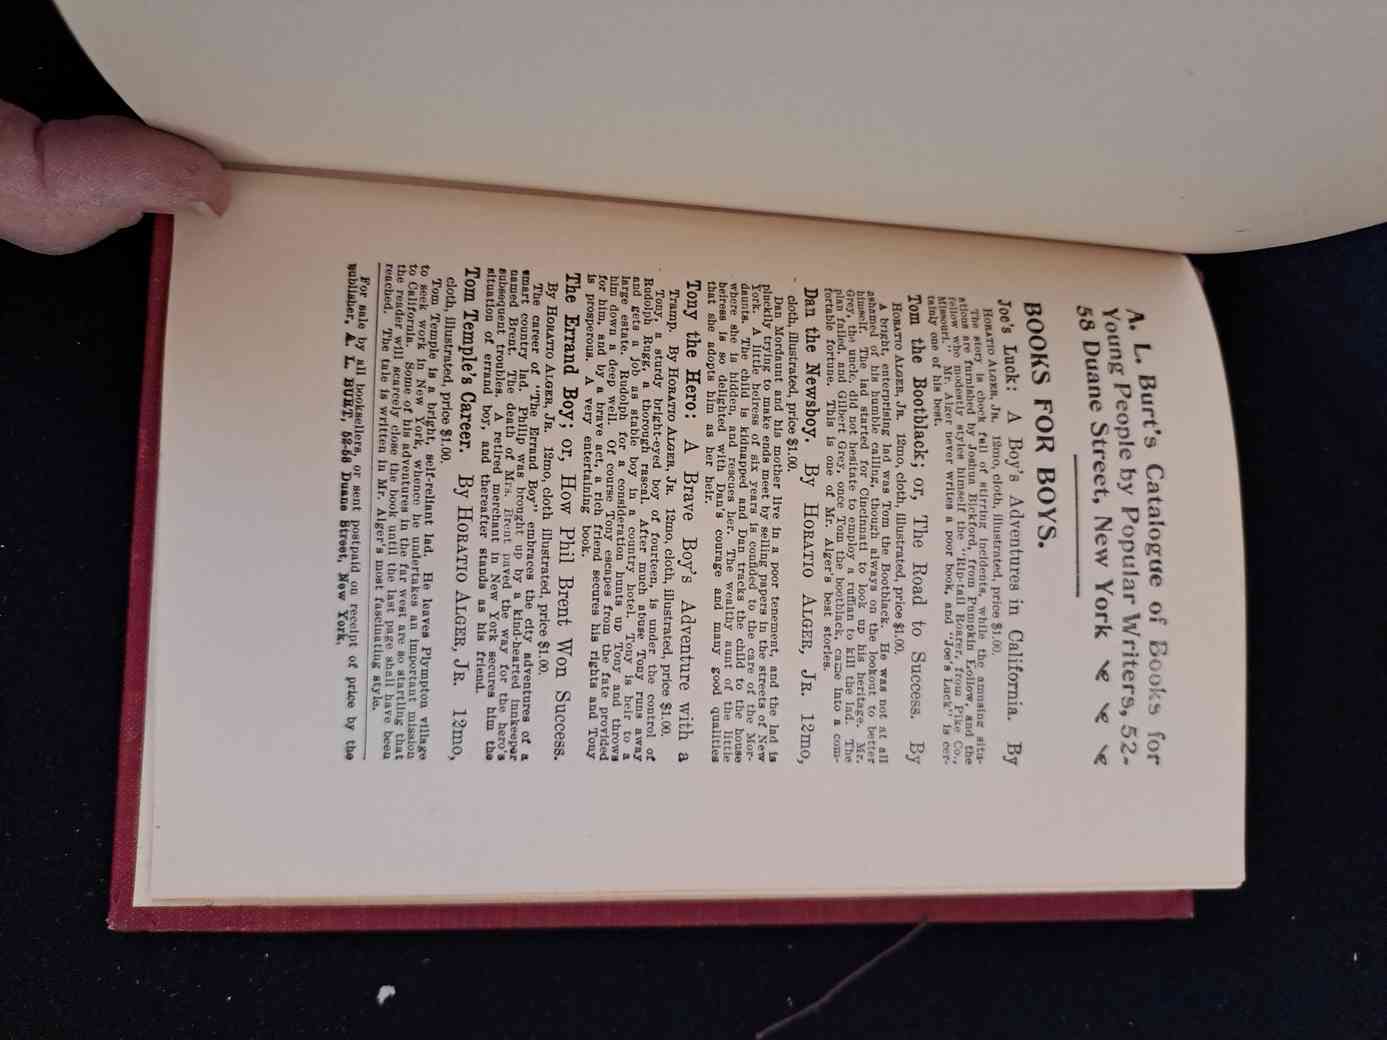 A. L. Burt's Catalogue of Books for
Young People by Popular Writers, 52-
58 Duane Street, New York
BOOKS FOR BOYS.
Joe's Luck: A Boy's Adventures in California. By
HORATIO ALGER, JR. 12mo, cloth, illustrated, price $1.00.
The story is chock full of stirring incidents, while the amusing situ-
ations are furnished by Joshua Bickford, from Pumpkin Hollow, and the
fellow who modestly styles himself the "Rip-tail Roarer, from Pike Co.,
Missouri." Mr. Alger never writes a poor book, and "Joe's Luck" is cer-
tainly one of his best.
Tom the Bootblack; or, The Road to Success. By
HORATIO ALGER, JR. 12mo, cloth, illustrated, price $1.00.
A bright, enterprising lad was Tom the Bootblack. He was not at all
ashamed of his humble calling, though always on the lookout to better
himself. The lad started for Cincinnati to look up his heritage. Mr.
Grey, the uncle, did not hesitate to employ a ruffian to kill the lad. The
plan failed, and Gilbert Grey, once Tom the bootblack, came into a com-
fortable fortune. This is one of Mr. Alger's best stories.
Dan the Newsboy. By HORATIO ALGER, JR. 12mo,
cloth, illustrated, price $1.00.
Dan Mordaunt and his mother live in a poor tenement, and the lad is
pluckily trying to make ends meet by selling papers in the streets of New
York. A little heiress of six years is confided to the care of the Mor-
daunts. The child is kidnapped and Dan tracks the child to the house
where she is hidden, and rescues her. The wealthy aunt of the little
heiress is so delighted with Dan's courage and many good qualities
that she adopts him as her heir.
Tony the Hero: A Brave Boy's Adventure with a
Tramp. By HORATIO ALGER, JR. 12mo, cloth, illustrated, price $1.00.
Tony, a sturdy bright-eyed boy of fourteen, is under the control of
Rudolph Rugg, a thorough rascal. After much abuse Tony runs away
and gets a job as stable boy in a country hotel. Tony is heir to a
large estate. Rudolph for a consideration hunts up Tony and throws
him down a deep well. Of course Tony escapes from the fate provided
for him, and by a brave act, a rich friend secures his rights and Tony
is prosperous. A very entertaining book.
The Errand Boy; or, How Phil Brent Won Success.
By HORATIO ALGER, JR. 12mo, cloth illustrated, price $1.00.
The career of "The Errand Boy" embraces the city adventures of a
smart country lad. Philip was brought up by a kind-hearted innkeeper
named Brent. The death of Mrs. Brent paved the way for the hero's
subsequent troubles. A retired merchant in New York secures him the
situation of errand boy, and thereafter stands as his friend.
Tom Temple's Career. By HORATIO ALGER, JR. 12mo,
cloth, illustrated, price $1.00.
Tom Temple is a bright, self-reliant lad. He leaves Plympton village
to seek work in New York, whence he undertakes an important mission
to California. Some of his adventures in the far west are so startling that
the reader will scarcely close the book until the last page shall have been
reached. The tale is written in Mr. Alger's most fascinating style.
For sale by all booksellers, or sent postpaid on receipt of price by the
publisher, A. L. BURT, 52-58 Duane Street, New York.